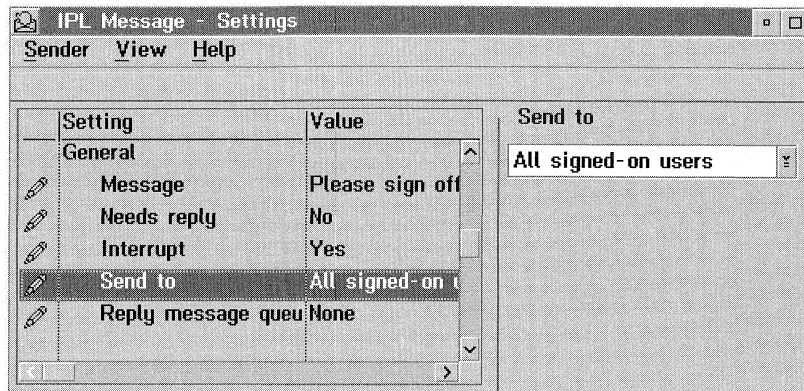 IPL Message - Settings
Sender View Help
Setting Value
General
Message Please sign off
Needs reply No
Interrupt Yes
Send to All signed-on u
Reply message queu None
Send to
All signed-on users